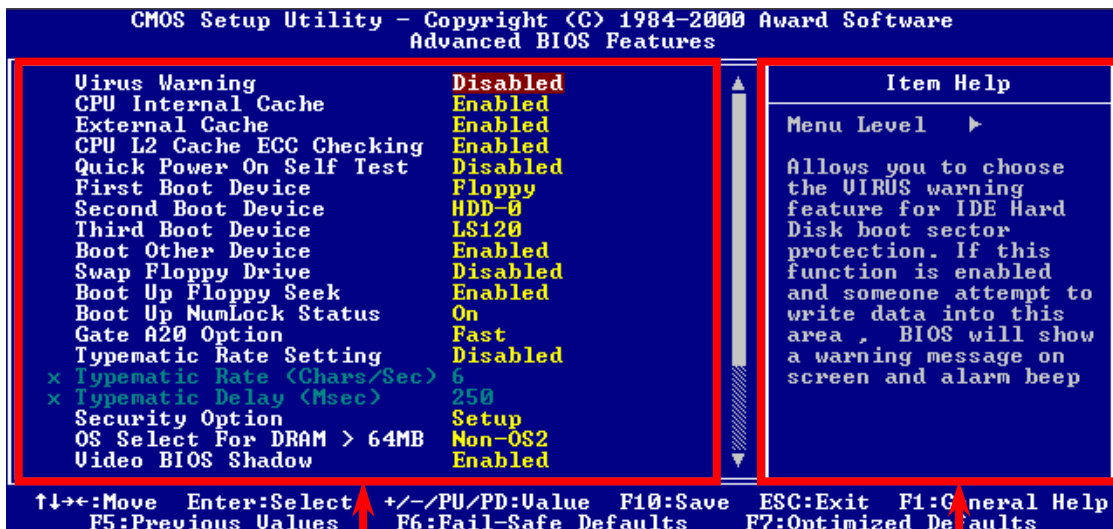 CMOS Setup Utility – Copyright (C) 1984-2000 Award Software
Advanced BIOS Features
Virus Warning Disabled
CPU Internal Cache Enabled
External Cache Enabled
CPU L2 Cache ECC Checking Enabled
Quick Power On Self Test Disabled
First Boot Device Floppy
Second Boot Device HDD-0
Third Boot Device LS120
Boot Other Device Enabled
Swap Floppy Drive Disabled
Boot Up Floppy Seek Enabled
Boot Up NumLock Status On
Gate A20 Option Fast
Typematic Rate Setting Disabled
x Typematic Rate (Chars/Sec) 6
x Typematic Delay (Msec) 250
Security Option Setup
OS Select For DRAM > 64MB Non-OS2
Video BIOS Shadow Enabled
Item Help
Menu Level ►
Allows you to choose
the VIRUS warning
feature for IDE Hard
Disk boot sector
protection. If this
function is enabled
and someone attempt to
write data into this
area , BIOS will show
a warning message on
screen and alarm beep
↑↓→←:Move Enter:Select +/-/PU/PD:Value F10:Save ESC:Exit F1:General Help
F5:Previous Values F6:Fail-Safe Defaults F7:Optimized Defaults